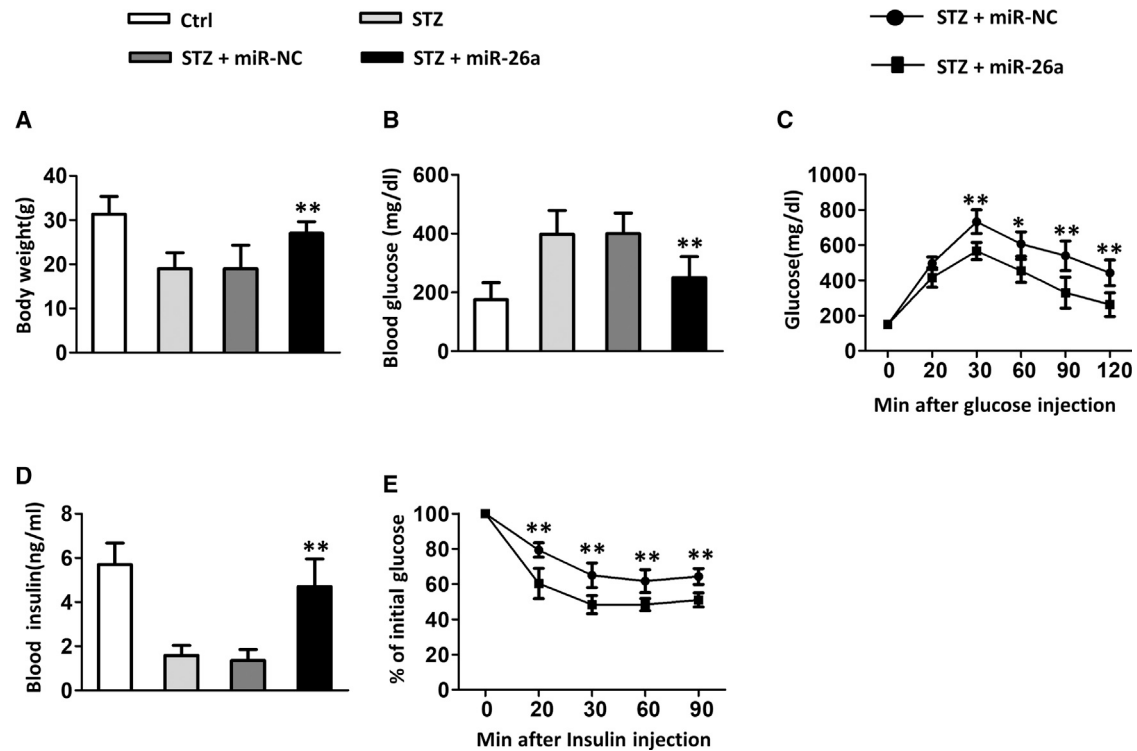 Ctrl
STZ
STZ + miR-NC
STZ + miR-26a
STZ + miR-NC
STZ + miR-26a
A
Body weight(g)
40
30
20
10
0
**
B
Blood glucose (mg/dl)
600
400
200
0
**
C
Glucose(mg/dl)
1000
800
600
400
200
0
** * ** **
0 20 30 60 90 120
Min after glucose injection
D
Blood insulin(ng/ml)
8
6
4
2
0
**
E
% of initial glucose
100
80
60
40
20
0
** ** ** **
0 20 30 60 90
Min after Insulin injection